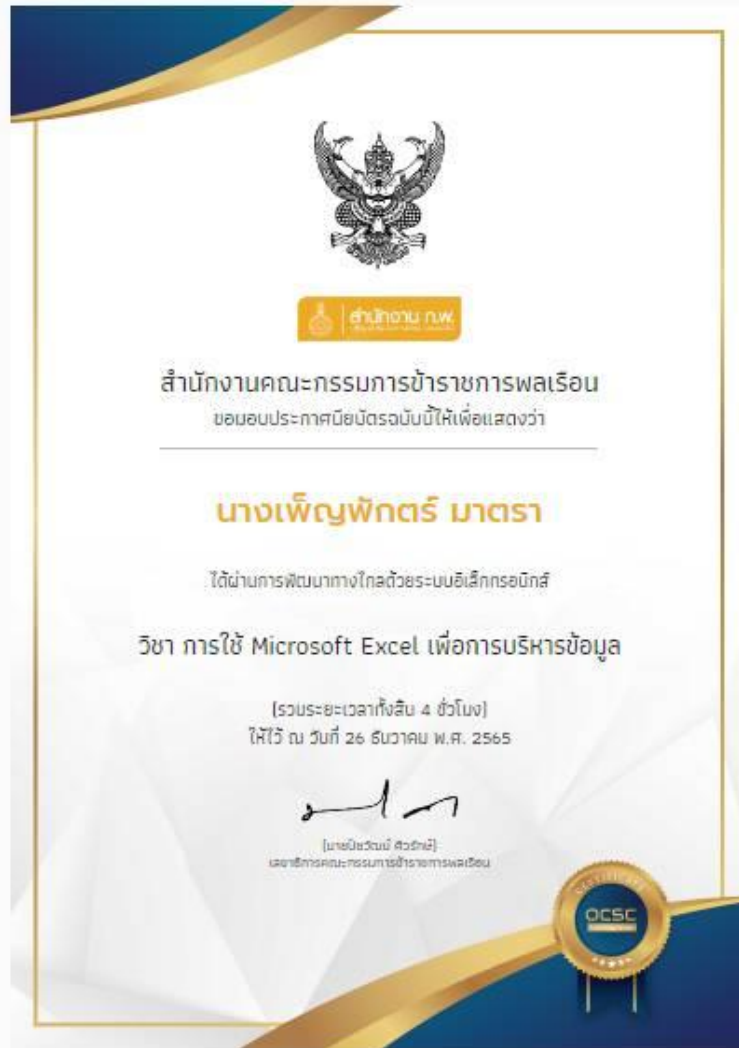 สำนักงาน ก.พ.
สำนักงานคณะกรรมการข้าราชการพลเรือน
ขอมอบประกาศนียบัตรฉบับนี้ให้เพื่อแสดงว่า
นางเพ็ญพักตร์ มาตรา
ได้ผ่านการพัฒนาทางไกลด้วยระบบอิเล็กทรอนิกส์
วิชา การใช้ Microsoft Excel เพื่อการบริหารข้อมูล
(รวมระยะเวลาทั้งสิ้น 4 ชั่วโมง)
ให้ไว้ ณ วันที่ 26 ธันวาคม พ.ศ. 2565
(นายปิยวัฒน์ ศิวรักษ์)
เลขาธิการคณะกรรมการข้าราชการพลเรือน
CERTIFICATE
OCSC